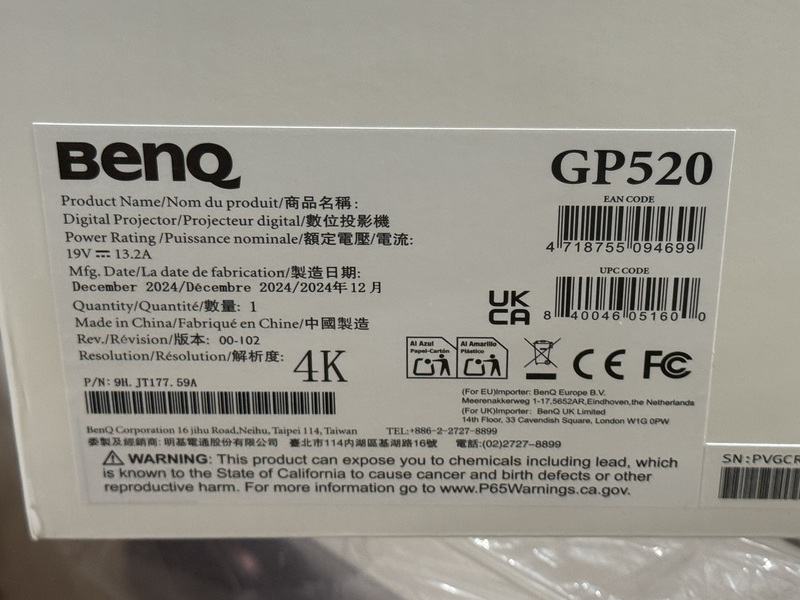 BenQ
GP520
Product Name/Nom du produit/商品名稱:
Digital Projector/Projecteur digital/數位投影機
Power Rating /Puissance nominale/額定電壓/電流:
19V 13.2A
Mfg. Date/La date de fabrication/製造日期:
December 2024/Décembre 2024/2024年12月
Quantity/Quantité/數量: 1
Made in China/Fabriqué en Chine/中國製造
Rev./Révision/版本: 00-102
Resolution/Résolution/解析度: 4K
P/N: 9H.JT177.59A
EAN CODE
4 718755 094699
UPC CODE
8 40046 05160 0
UK
CA
Al Azul
Papel-Cartón
Al Amarillo
Plástico
CE FC
(For EU)Importer: BenQ Europe B.V.
Meerenakkerweg 1-17,5652AR,Eindhoven,the Netherlands
(For UK)Importer: BenQ UK Limited
14th Floor, 33 Cavendish Square, London W1G 0PW
BenQ Corporation 16 jihu Road,Neihu, Taipei 114, Taiwan TEL:+886-2-2727-8899
委製及經銷商: 明基電通股份有限公司 臺北市114內湖區基湖路16號 電話:(02)2727-8899
WARNING: This product can expose you to chemicals including lead, which
is known to the State of California to cause cancer and birth defects or other
reproductive harm. For more information go to www.P65Warnings.ca.gov.
SN:PVGCR